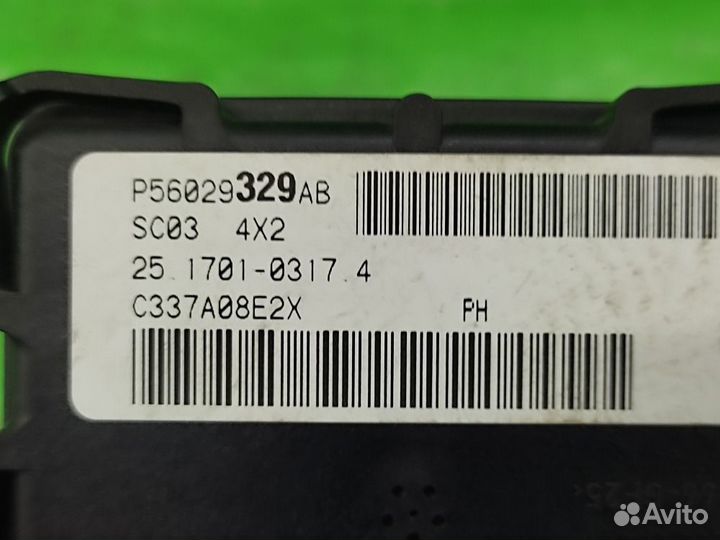 P56029329AB
SC03 4X2
25.1701-0317.4
C337A08E2X PH
Avito